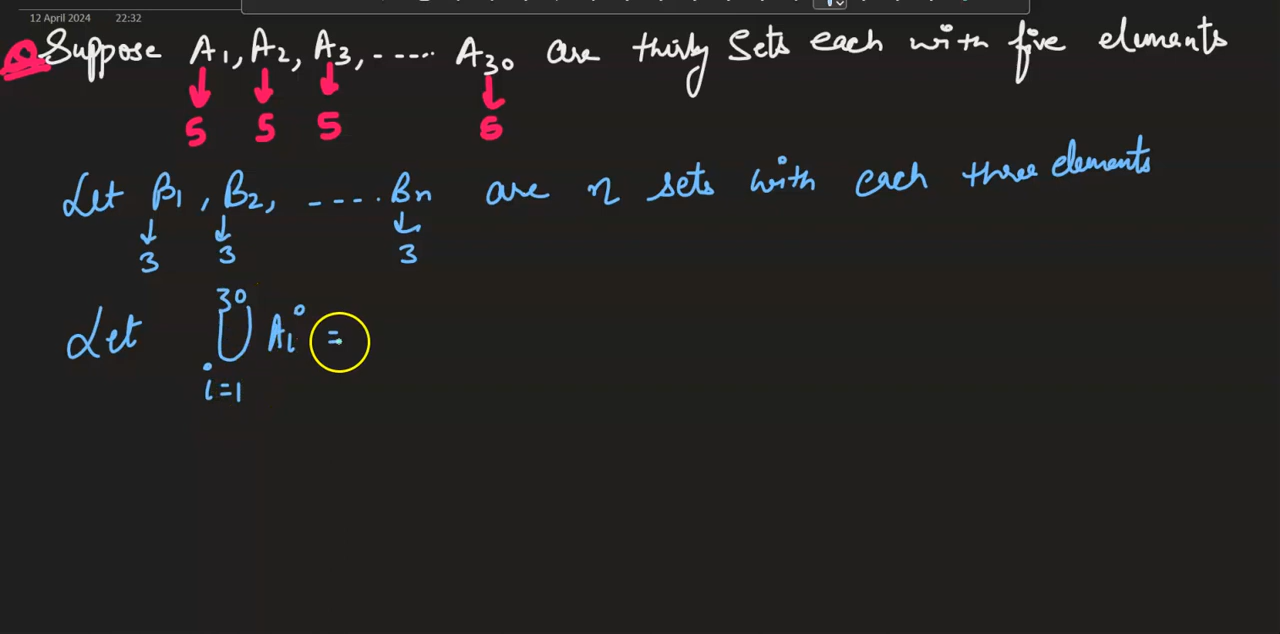 12 April 2024 22:32
Q Suppose A1, A2, A3, ----- A30 are thirty Sets each with five elements
5 5 5 5
Let B1, B2, ---- Bn are n sets with each three elements
3 3 3
Let 30 ⋃ i=1 Ai =